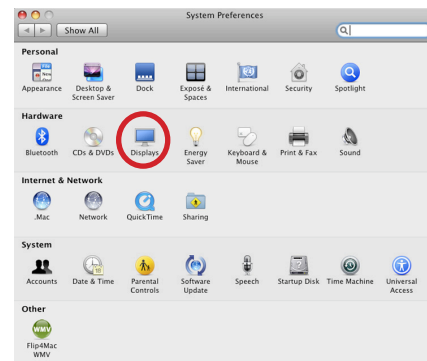 System Preferences
Show All
Personal
Appearance Desktop & Screen Saver Dock Exposé & Spaces International Security Spotlight
Hardware
Bluetooth CDs & DVDs Displays Energy Saver Keyboard & Mouse Print & Fax Sound
Internet & Network
.Mac Network QuickTime Sharing
System
Accounts Date & Time Parental Controls Software Update Speech Startup Disk Time Machine Universal Access
Other
WMV
Flip4Mac WMV